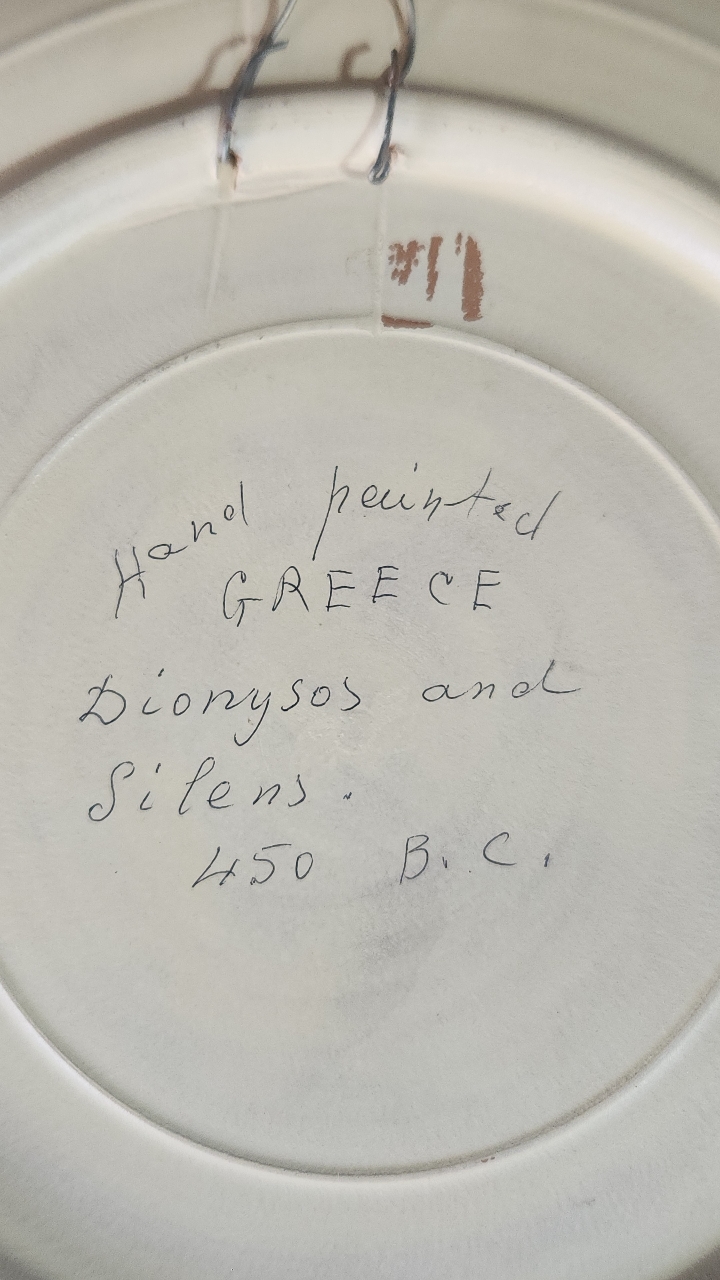 Hand painted
GREECE
Dionysos and
Silens.
450 B.C.